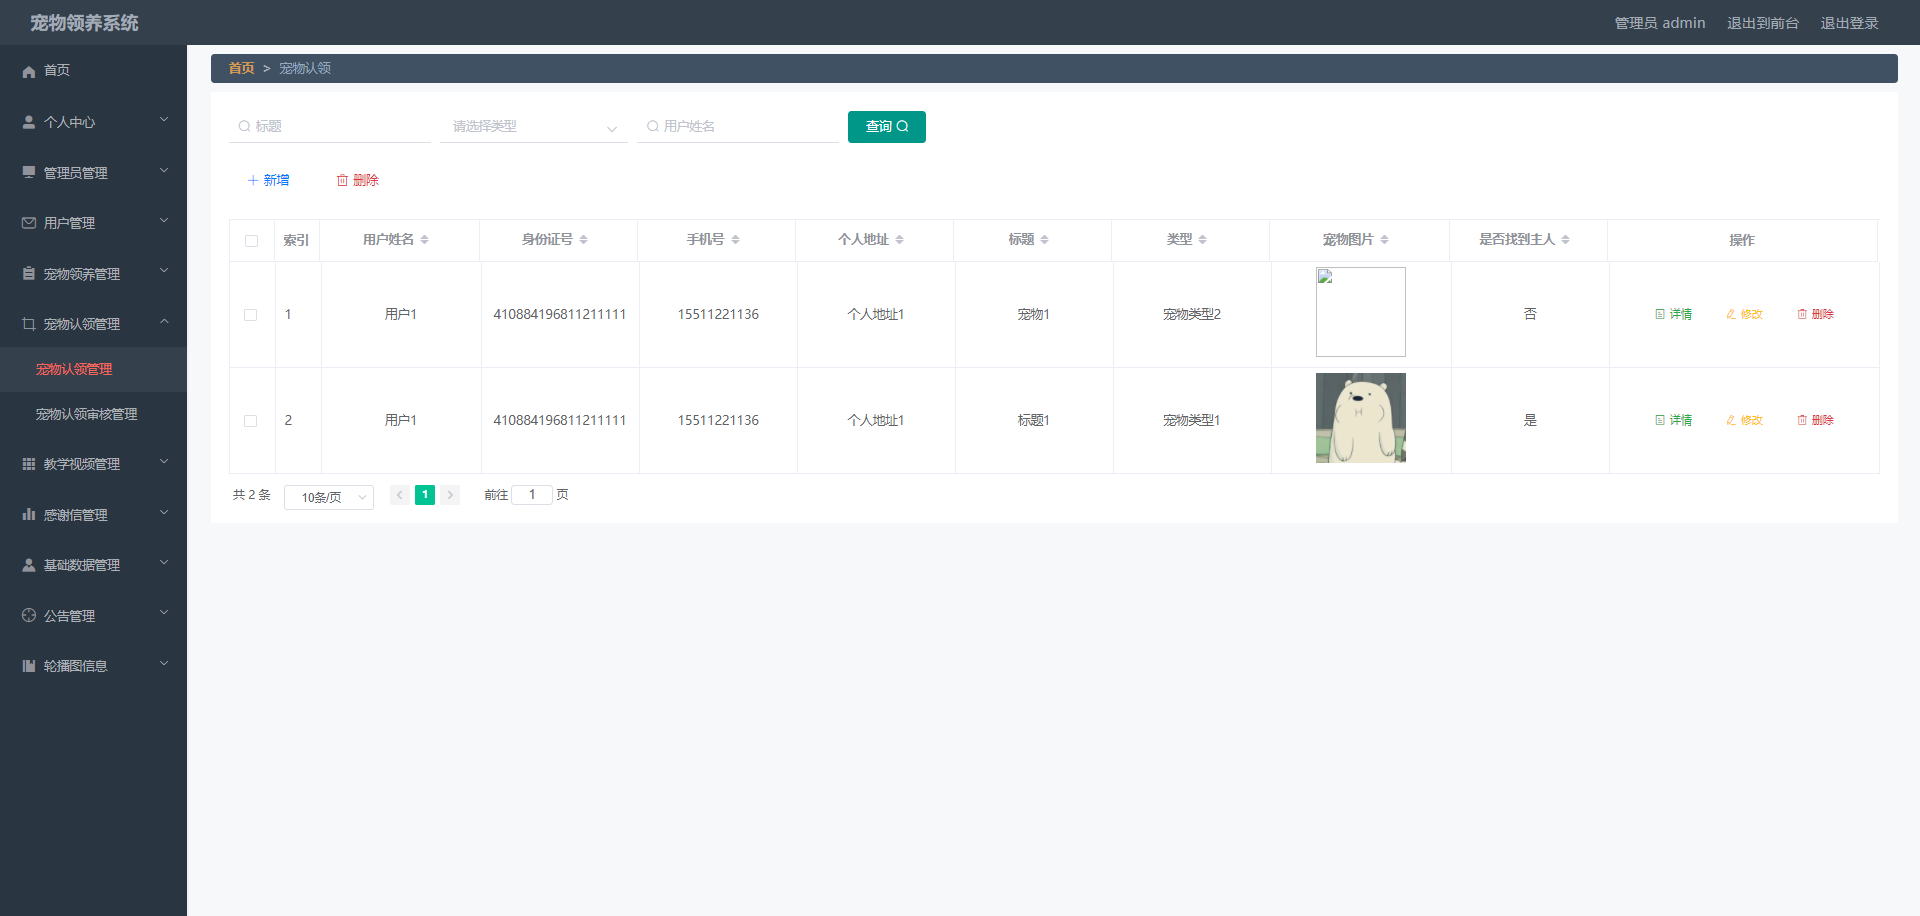 宠物领养系统
管理员 admin 退出到前台 退出登录
首页
个人中心
管理员管理
用户管理
宠物领养管理
宠物认领管理
宠物认领管理
宠物认领审核管理
教学视频管理
感谢信管理
基础数据管理
公告管理
轮播图信息
首页 > 宠物认领
标题 请选择类型 用户姓名 查询
新增 删除
索引 用户姓名 身份证号 手机号 个人地址 标题 类型 宠物图片 是否找到主人 操作
1 用户1 410884196811211111 15511221136 个人地址1 宠物1 宠物类型2 否 详情 修改 删除
2 用户1 410884196811211111 15511221136 个人地址1 标题1 宠物类型1 是 详情 修改 删除
共 2 条 10条/页 1 前往 1 页